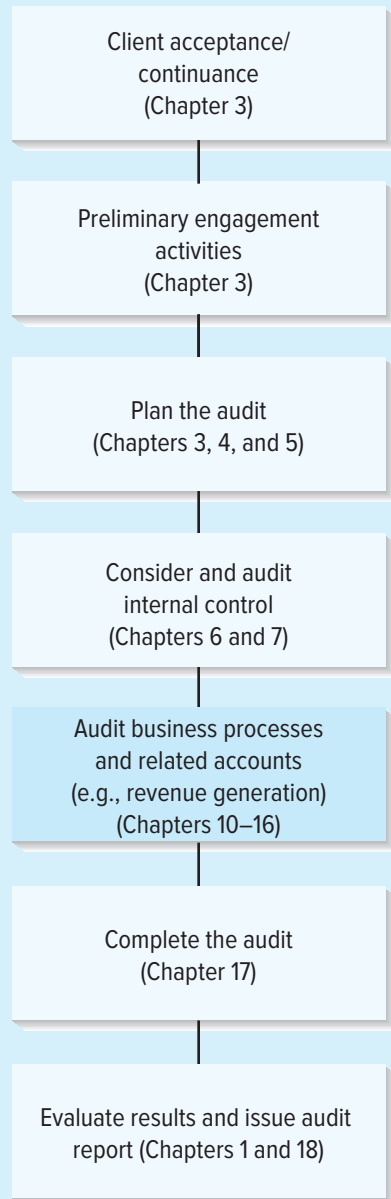 Client acceptance/
continuance
(Chapter 3)
Preliminary engagement
activities
(Chapter 3)
Plan the audit
(Chapters 3, 4, and 5)
Consider and audit
internal control
(Chapters 6 and 7)
Audit business processes
and related accounts
(e.g., revenue generation)
(Chapters 10–16)
Complete the audit
(Chapter 17)
Evaluate results and issue audit
report (Chapters 1 and 18)